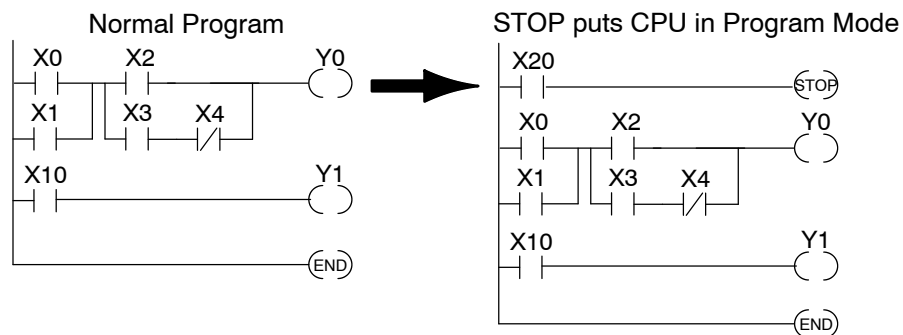 Normal Program
X0 X2 Y0
X1 X3 X4
X10 Y1
END
STOP puts CPU in Program Mode
X20
STOP
X0 X2 Y0
X1 X3 X4
X10 Y1
END